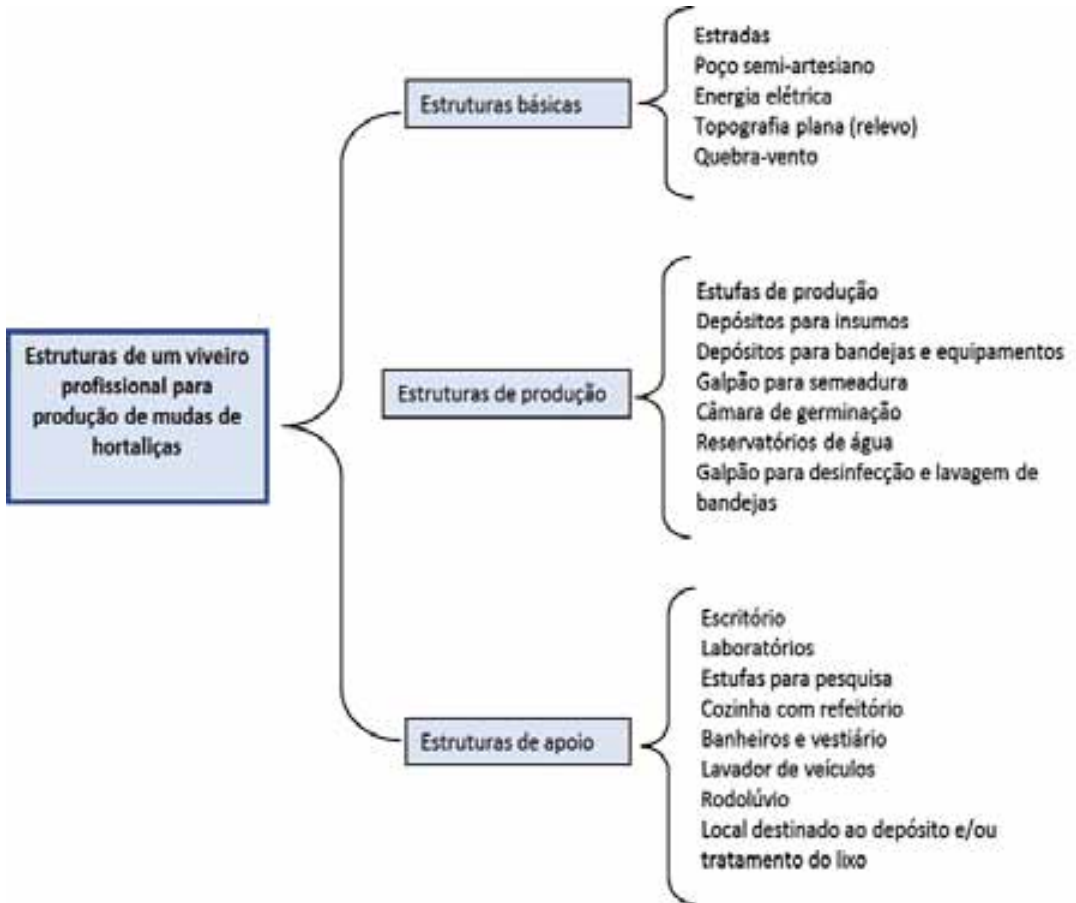 Estruturas de um viveiro
profissional para
produção de mudas de
hortaliças
Estruturas básicas
Estradas
Poço semi-artesiano
Energia elétrica
Topografia plana (relevo)
Quebra-vento
Estruturas de produção
Estufas de produção
Depósitos para insumos
Depósitos para bandejas e equipamentos
Galpão para semeadura
Câmara de germinação
Reservatórios de água
Galpão para desinfecção e lavagem de
bandejas
Estruturas de apoio
Escritório
Laboratórios
Estufas para pesquisa
Cozinha com refeitório
Banheiros e vestiário
Lavador de veículos
Rodolúvio
Local destinado ao depósito e/ou
tratamento do lixo